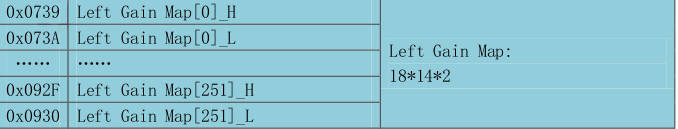 0x0739 Left Gain Map[0]_H
0x073A Left Gain Map[0]_L
…… ……
0x092F Left Gain Map[251]_H
0x0930 Left Gain Map[251]_L
Left Gain Map:
18*14*2